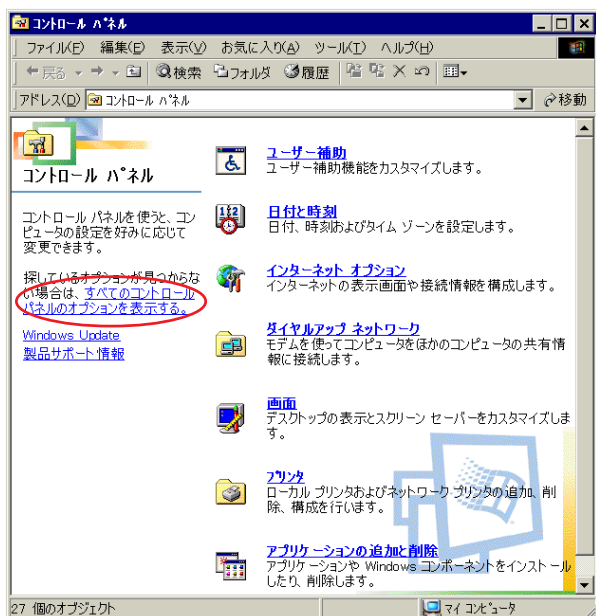 コントロール パネル
ファイル(F) 編集(E) 表示(V) お気に入り(A) ツール(T) ヘルプ(H)
戻る 検索 フォルダ 履歴
アドレス(D) コントロール パネル 移動
コントロール パネル
コントロール パネルを使うと、コン
ピュータの設定を好みに応じて
変更できます。
探しているオプションが見つからな
い場合は、すべてのコントロール
パネルのオプションを表示する。
Windows Update
製品サポート情報
ユーザー補助
ユーザー補助機能をカスタマイズします。
日付と時刻
日付、時刻およびタイム ゾーンを設定します。
インターネット オプション
インターネットの表示画面や接続情報を構成します。
ダイヤルアップ ネットワーク
モデムを使ってコンピュータをほかのコンピュータの共有情
報に接続します。
画面
デスクトップの表示とスクリーン セーバーをカスタマイズしま
す。
プリンタ
ローカル プリンタおよびネットワーク プリンタの追加、削
除、構成を行います。
アプリケーションの追加と削除
アプリケーションや Windows コンポーネントをインストール
したり、削除します。
27 個のオブジェクト マイ コンピュータ